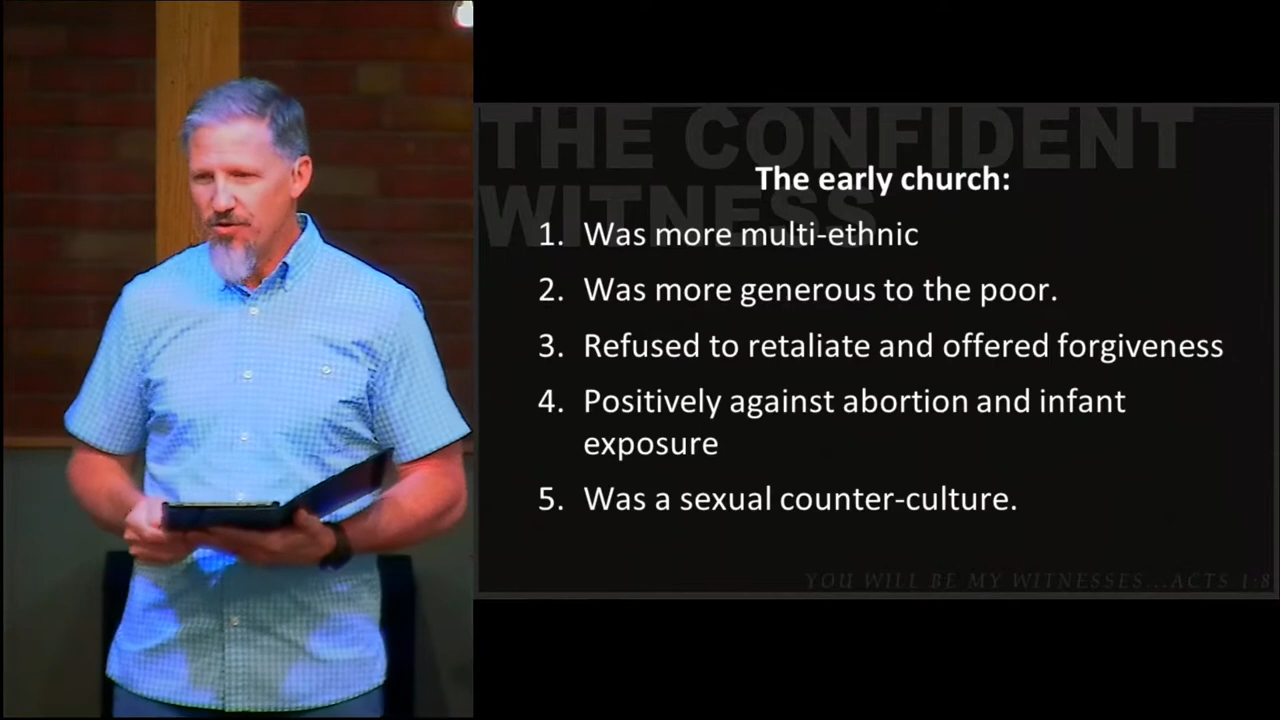 THE CONFIDENT
WITNESS
The early church:
1. Was more multi-ethnic
2. Was more generous to the poor.
3. Refused to retaliate and offered forgiveness
4. Positively against abortion and infant
exposure
5. Was a sexual counter-culture.
YOU WILL BE MY WITNESSES...ACTS 1:8